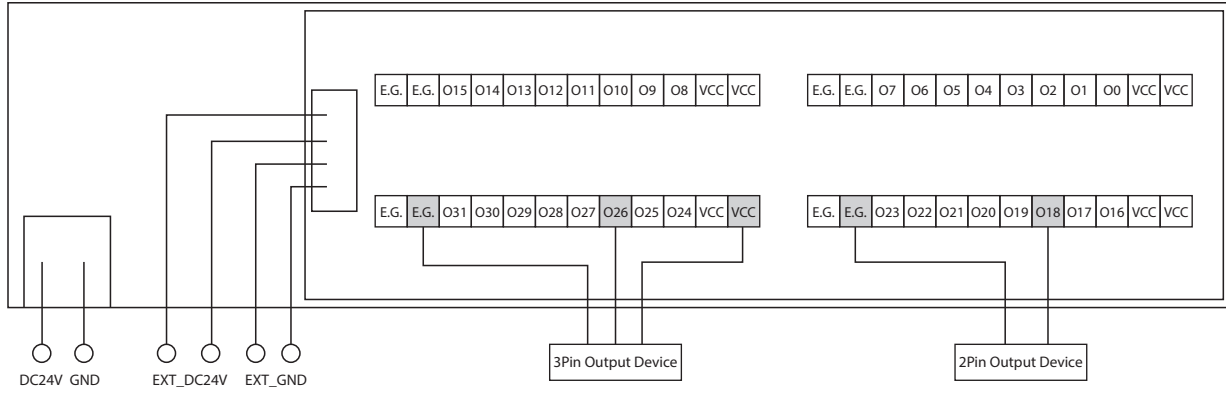 E.G. E.G. O15 O14 O13 O12 O11 O10 O9 O8 VCC VCC
E.G. E.G. O7 O6 O5 O4 O3 O2 O1 O0 VCC VCC
E.G. E.G. O31 O30 O29 O28 O27 O26 O25 O24 VCC VCC
E.G. E.G. O23 O22 O21 O20 O19 O18 O17 O16 VCC VCC
3Pin Output Device
2Pin Output Device
DC24V GND
EXT_DC24V
EXT_GND